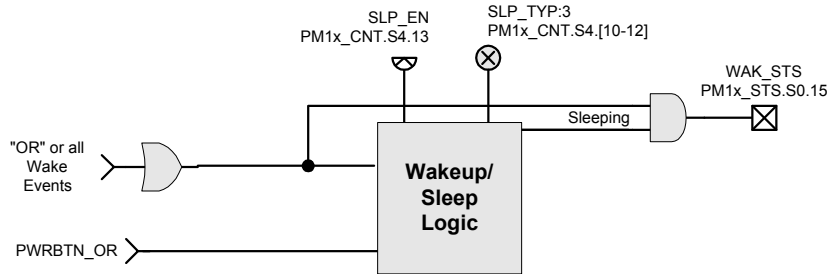 SLP_EN
PM1x_CNT.S4.13
SLP_TYP:3
PM1x_CNT.S4.[10-12]
WAK_STS
PM1x_STS.S0.15
Sleeping
"OR" or all
Wake
Events
Wakeup/
Sleep
Logic
PWRBTN_OR